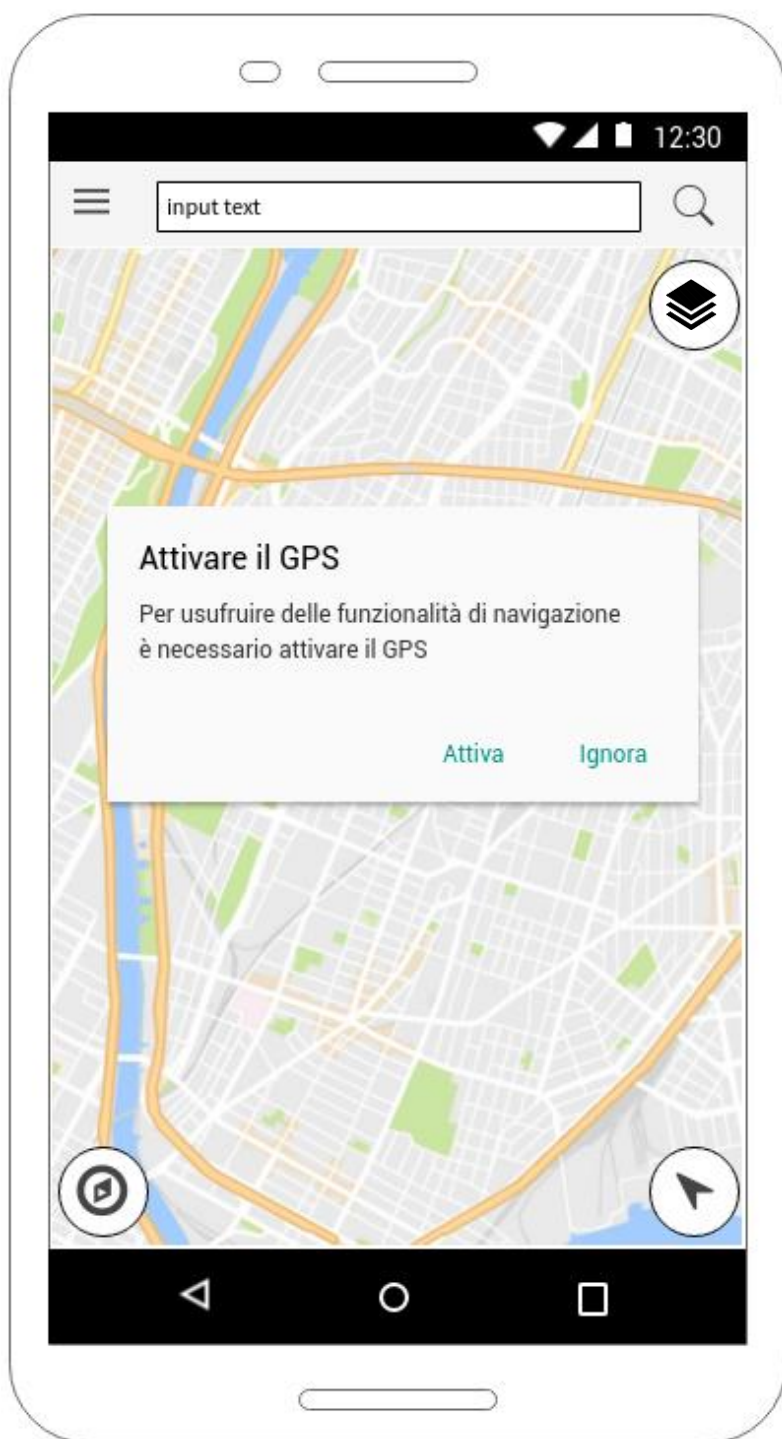 12:30
input text
Attivare il GPS
Per usufruire delle funzionalità di navigazione
è necessario attivare il GPS
Attiva Ignora